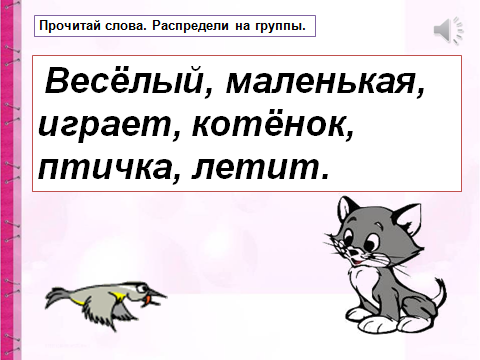 Прочитай слова. Распредели на группы.
Весёлый, маленькая,
играет, котёнок,
птичка, летит.